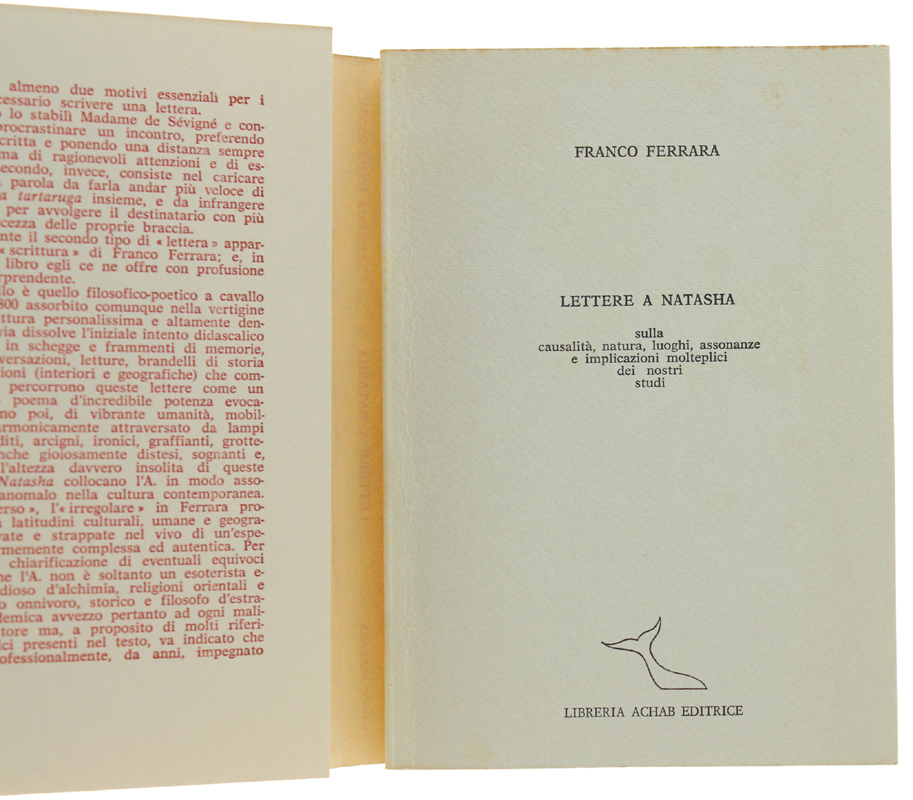 almeno due motivi essenziali per i
cessario scrivere una lettera.
lo stabilì Madame de Sévigné e con-
procrastinare un incontro, preferendo
critta e ponendo una distanza sempre
ma di ragionevoli attenzioni e di es-
econdo, invece, consiste nel caricare
parola da farla andar più veloce di
a tartaruga insieme, e da infrangere
per avvolgere il destinatario con più
cezza delle proprie braccia.
nte il secondo tipo di « lettera » appar-
« scrittura » di Franco Ferrara; e, in
libro egli ce ne offre con profusione
rprendente.
llo è quello filosofico-poetico a cavallo
800 assorbito comunque nella vertigine
ttura personalissima e altamente den-
via dissolve l'iniziale intento didascalico
in schegge e frammenti di memorie,
versazioni, letture, brandelli di storia
ioni (interiori e geografiche) che com-
percorrono queste lettere come un
poema d'incredibile potenza evoca-
no poi, di vibrante umanità, mobil-
armonicamente attraversato da lampi
diti, arcigni, ironici, graffianti, grotte-
nche gioiosamente distesi, sognanti e,
l'altezza davvero insolita di queste
Natasha collocano l'A. in modo asso-
anomalo nella cultura contemporanea.
erso », l'« irregolare » in Ferrara pro-
latitudini culturali, umane e geogra-
rate e strappate nel vivo di un'espe-
rmemente complessa ed autentica. Per
chiarificazione di eventuali equivoci
he l'A. non è soltanto un esoterista e-
dioso d'alchimia, religioni orientali e
o onnivoro, storico e filosofo d'estra-
demica avvezzo pertanto ad ogni mali-
tore ma, a proposito di molti riferi-
ici presenti nel testo, va indicato che
ofessionalmente, da anni, impegnato
FRANCO FERRARA
LETTERE A NATASHA
sulla
causalità, natura, luoghi, assonanze
e implicazioni molteplici
dei nostri
studi
LIBRERIA ACHAB EDITRICE